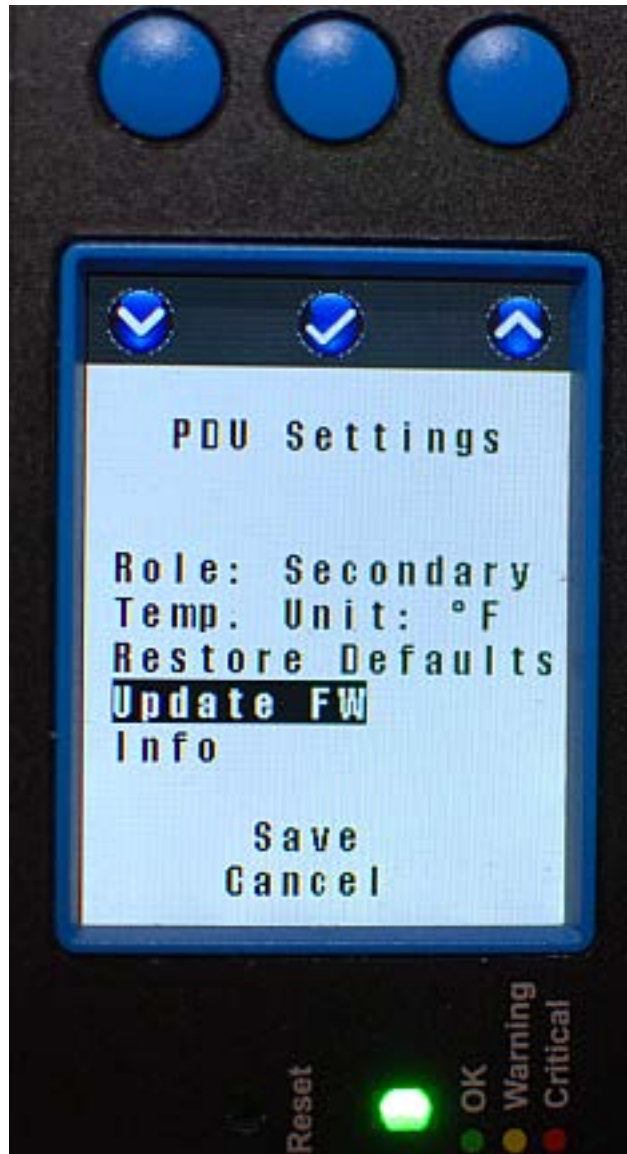 PDU Settings
Role: Secondary
Temp. Unit: °F
Restore Defaults
Update FW
Info
Save
Cancel
Reset
OK
Warning
Critical